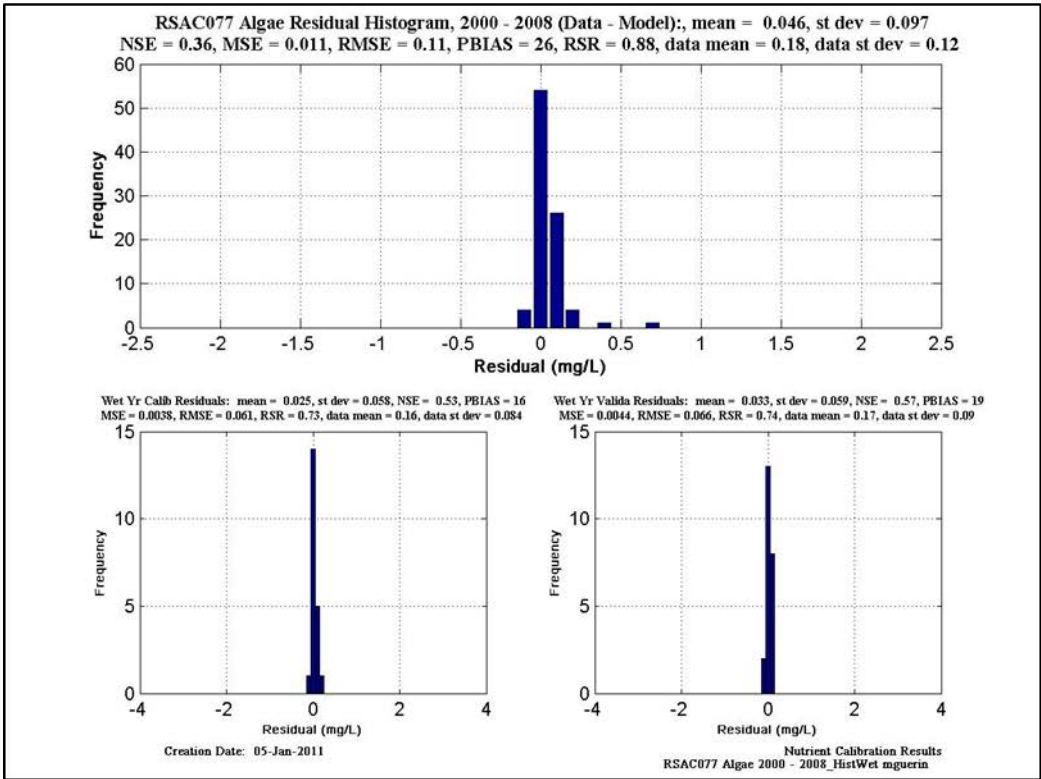 RSAC077 Algae Residual Histogram, 2000 - 2008 (Data - Model):, mean = 0.046, st dev = 0.097
NSE = 0.36, MSE = 0.011, RMSE = 0.11, PBIAS = 26, RSR = 0.88, data mean = 0.18, data st dev = 0.12
60
50
40
30
20
10
0
Frequency
-2.5 -2 -1.5 -1 -0.5 0 0.5 1 1.5 2 2.5
Residual (mg/L)
Wet Yr Calib Residuals: mean = 0.025, st dev = 0.058, NSE = 0.53, PBIAS = 16
MSE = 0.0038, RMSE = 0.061, RSR = 0.73, data mean = 0.16, data st dev = 0.084
15
10
5
0
Frequency
-4 -2 0 2 4
Residual (mg/L)
Creation Date: 05-Jan-2011
Wet Yr Valida Residuals: mean = 0.033, st dev = 0.059, NSE = 0.57, PBIAS = 19
MSE = 0.0044, RMSE = 0.066, RSR = 0.74, data mean = 0.17, data st dev = 0.09
15
10
5
0
Frequency
-4 -2 0 2 4
Residual (mg/L)
Nutrient Calibration Results
RSAC077 Algae 2000 - 2008_HistWet mguerin